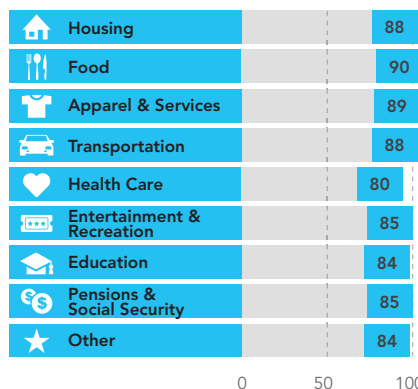 Housing 88
Food 90
Apparel & Services 89
Transportation 88
Health Care 80
Entertainment &
Recreation 85
Education 84
Pensions &
Social Security 85
Other 84
0 50 100